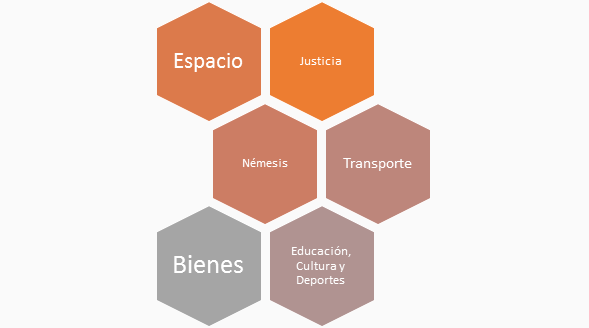 Espacio
Justicia
Némesis
Transporte
Bienes
Educación,
Cultura y
Deportes